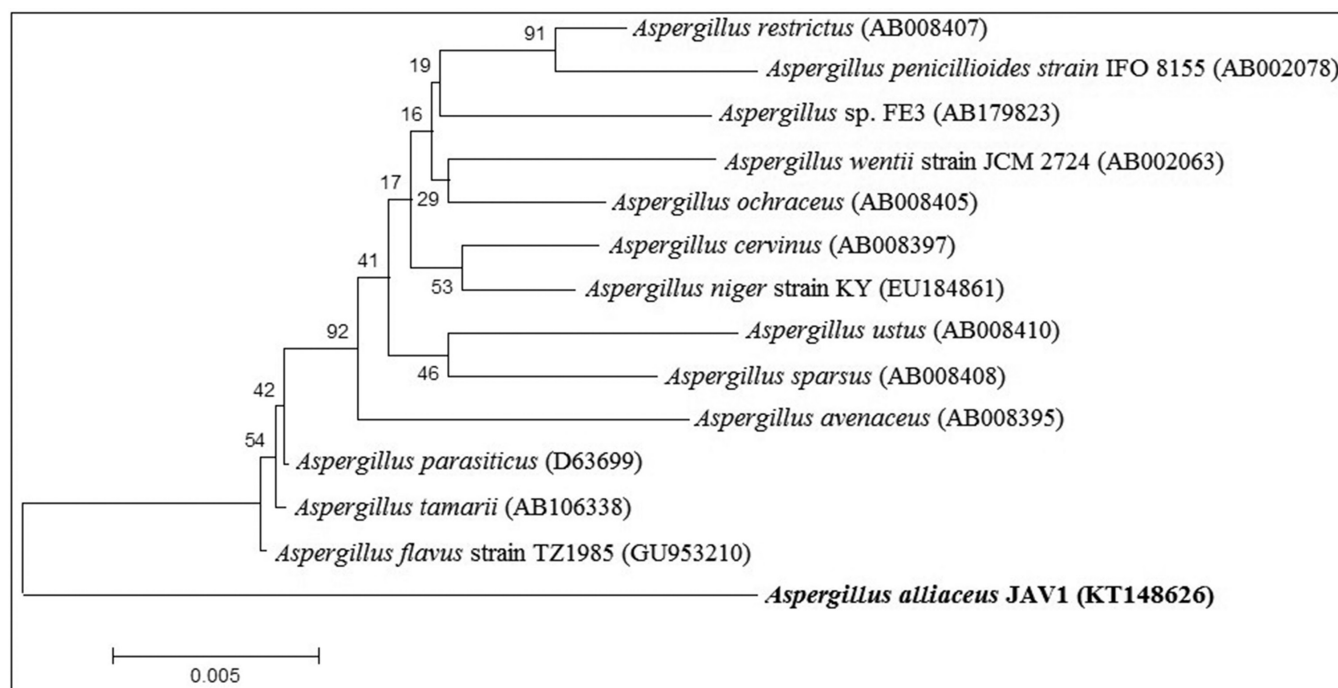 91
Aspergillus restrictus (AB008407)
19
Aspergillus penicillioides strain IFO 8155 (AB002078)
16
Aspergillus sp. FE3 (AB179823)
Aspergillus wentii strain JCM 2724 (AB002063)
17
29
Aspergillus ochraceus (AB008405)
Aspergillus cervinus (AB008397)
41
53
Aspergillus niger strain KY (EU184861)
92
Aspergillus ustus (AB008410)
46
Aspergillus sparsus (AB008408)
42
Aspergillus avenaceus (AB008395)
54
Aspergillus parasiticus (D63699)
Aspergillus tamarii (AB106338)
Aspergillus flavus strain TZ1985 (GU953210)
Aspergillus alliaceus JAV1 (KT148626)
0.005